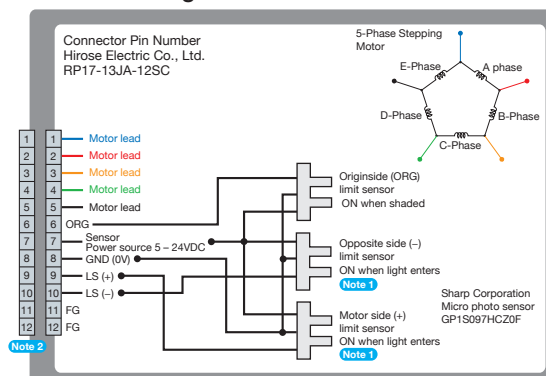 Connector Pin Number
Hirose Electric Co., Ltd.
RP17-13JA-12SC
5-Phase Stepping
Motor
E-Phase
A phase
D-Phase
B-Phase
C-Phase
1 1 Motor lead
2 2 Motor lead
3 3 Motor lead
4 4 Motor lead
5 5 Motor lead
6 6 ORG
7 7 Sensor
Power source 5 – 24VDC
8 8 GND (0V)
9 9 LS (+)
10 10 LS (–)
11 11 FG
12 12 FG
Note 2
Originside (ORG)
limit sensor
ON when shaded
Opposite side (–)
limit sensor
ON when light enters
Note 1
Motor side (+)
limit sensor
ON when light enters
Note 1
Sharp Corporation
Micro photo sensor
GP1S097HCZ0F